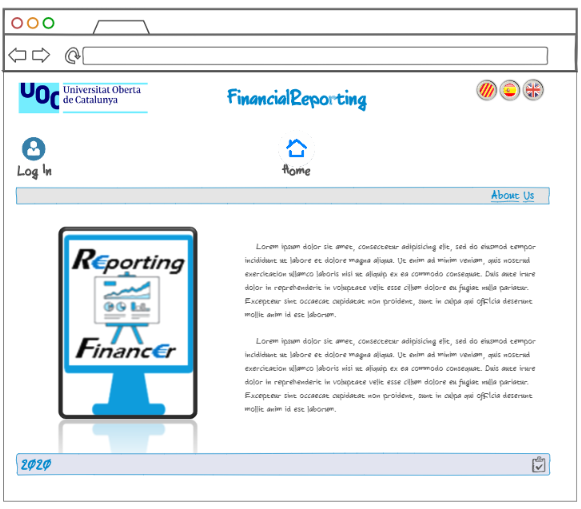 UOC Universitat Oberta
de Catalunya
FinancialReporting
Log In
Home
About Us
R€porting
Financ€r
Lorem ipsum dolor sit amet, consectetur adipisicing elit, sed do eiusmod tempor
incididunt ut labore et dolore magna aliqua. Ut enim ad minim veniam, quis nostrud
exercitation ullamco laboris nisi ut aliquip ex ea commodo consequat. Duis aute irure
dolor in reprehenderit in voluptate velit esse cillum dolore eu fugiat nulla pariatur.
Excepteur sint occaecat cupidatat non proident, sunt in culpa qui officia deserunt
mollit anim id est laborum.
Lorem ipsum dolor sit amet, consectetur adipisicing elit, sed do eiusmod tempor
incididunt ut labore et dolore magna aliqua. Ut enim ad minim veniam, quis nostrud
exercitation ullamco laboris nisi ut aliquip ex ea commodo consequat. Duis aute irure
dolor in reprehenderit in voluptate velit esse cillum dolore eu fugiat nulla pariatur.
Excepteur sint occaecat cupidatat non proident, sunt in culpa qui officia deserunt
mollit anim id est laborum.
2020